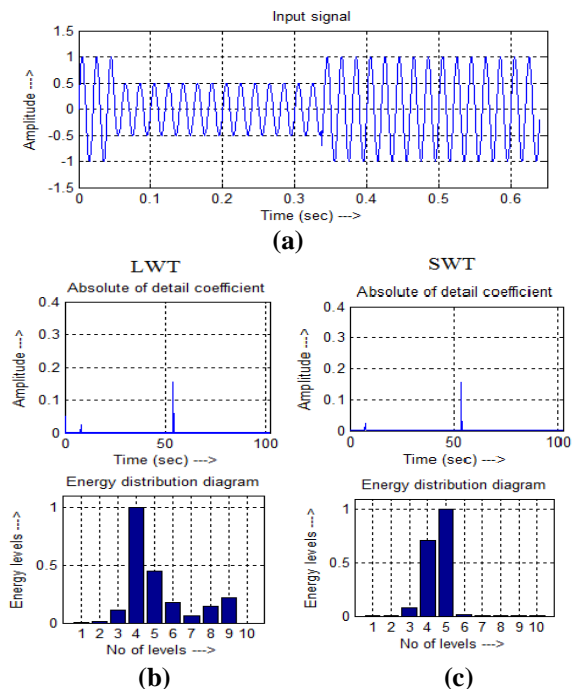 Input signal
1.5
1
0.5
0
-0.5
-1
-1.5
Amplitude --->
0 0.1 0.2 0.3 0.4 0.5 0.6
Time (sec) --->
(a)
LWT
Absolute of detail coefficient
0.4
0.3
0.2
0.1
0
Amplitude --->
0 50 100
Time (sec) --->
Energy distribution diagram
1
0.5
0
Energy levels --->
1 2 3 4 5 6 7 8 9 10
No of levels --->
(b)
SWT
Absolute of detail coefficient
0.4
0.3
0.2
0.1
0
Amplitude --->
0 50 100
Time (sec) --->
Energy distribution diagram
1
0.5
0
Energy levels --->
1 2 3 4 5 6 7 8 9 10
No of levels --->
(c)